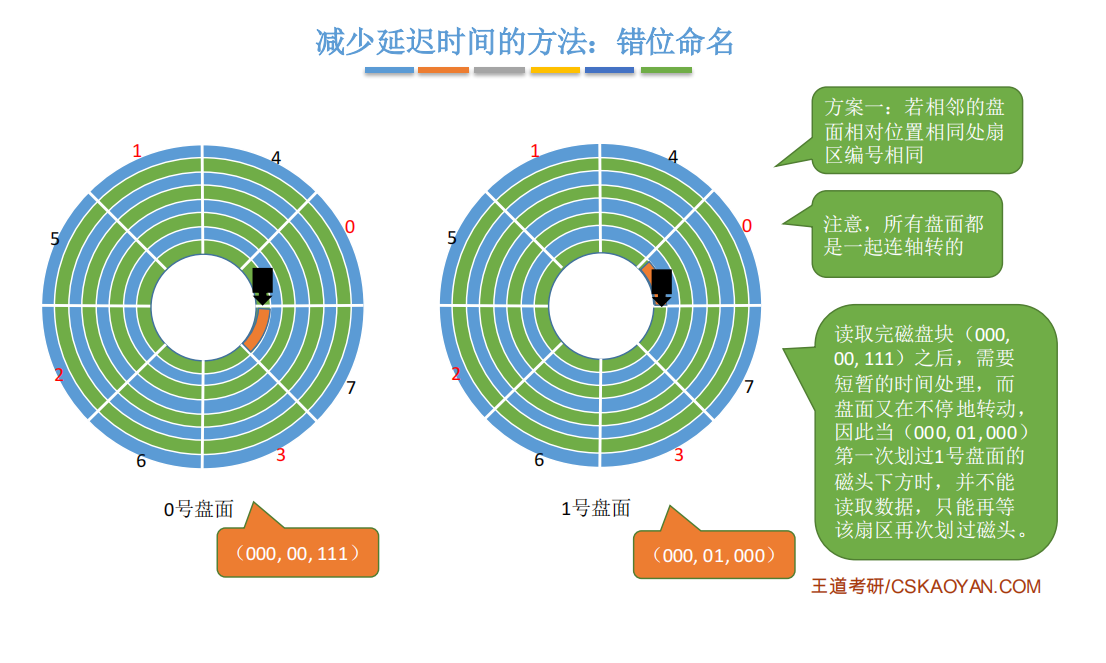 减少延迟时间的方法：错位命名
方案一：若相邻的盘
面相对位置相同处扇
区编号相同
注意，所有盘面都
是一起连轴转的
1
4
0
5
2
7
6
3
0号盘面
（000，00，111）
1
4
0
5
2
7
6
3
1号盘面
（000，01，000）
读取完磁盘块（000，
00，111）之后，需要
短暂的时间处理，而
盘面又在不停地转动，
因此当（000，01，000）
第一次划过1号盘面的
磁头下方时，并不能
读取数据，只能再等
该扇区再次划过磁头。
王道考研/CSKAOYAN.COM